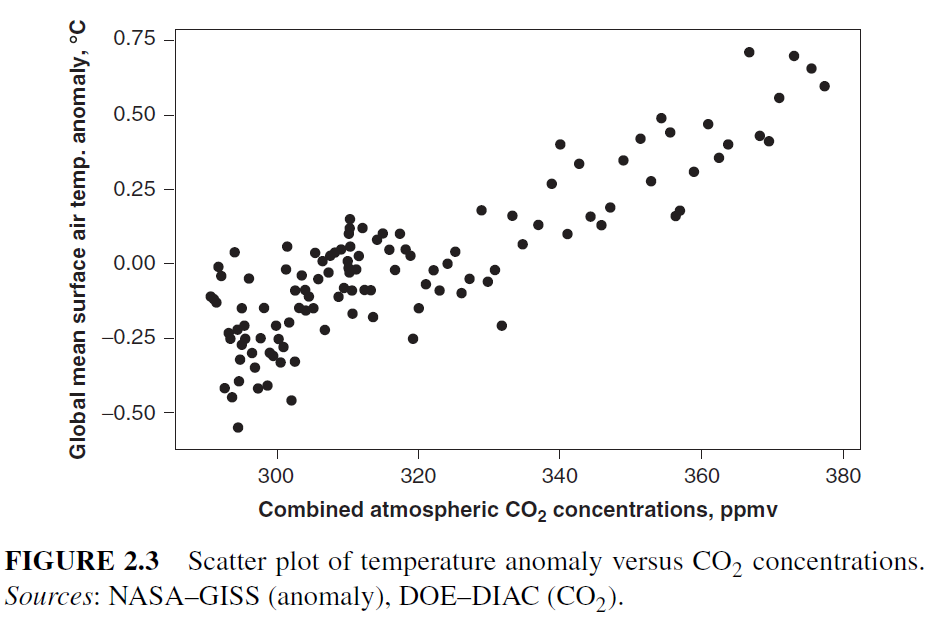 Global mean surface air temp. anomaly, °C
0.75
0.50
0.25
0.00
–0.25
–0.50
300 320 340 360 380
Combined atmospheric CO₂ concentrations, ppmv
FIGURE 2.3 Scatter plot of temperature anomaly versus CO₂ concentrations.
Sources: NASA–GISS (anomaly), DOE–DIAC (CO₂).